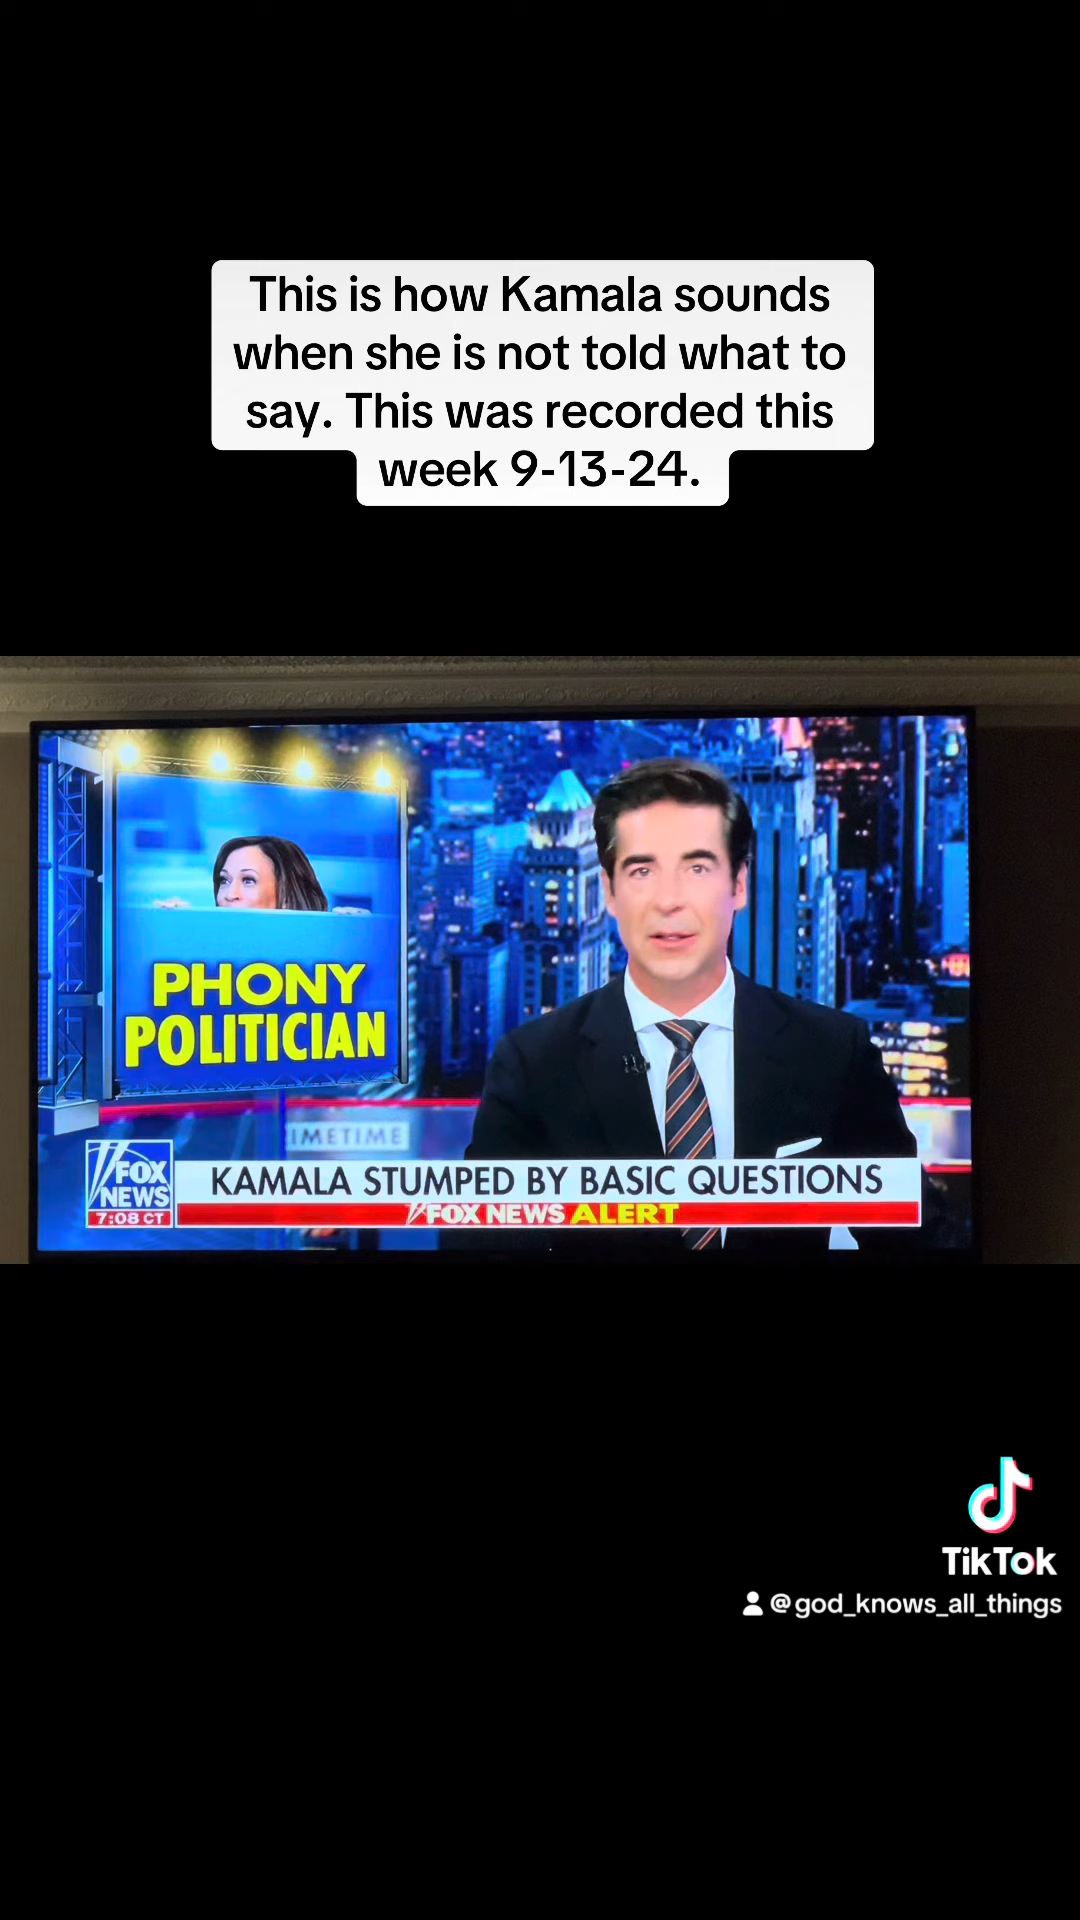 This is how Kamala sounds
when she is not told what to
say. This was recorded this
week 9-13-24.
PHONY
POLITICIAN
IMETIME
FOX
NEWS
7:08 CT
KAMALA STUMPED BY BASIC QUESTIONS
FOX NEWS ALERT
TikTok
@god_knows_all_things